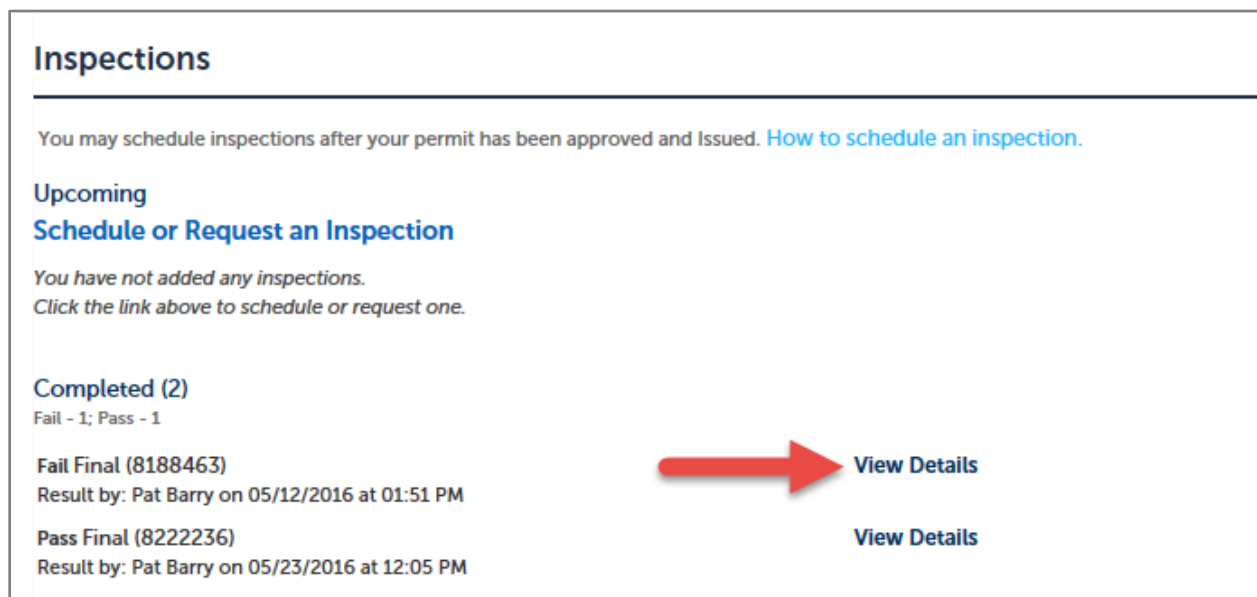 Inspections
You may schedule inspections after your permit has been approved and Issued. How to schedule an inspection.
Upcoming
Schedule or Request an Inspection
You have not added any inspections.
Click the link above to schedule or request one.
Completed (2)
Fail - 1; Pass - 1
Fail Final (8188463) View Details
Result by: Pat Barry on 05/12/2016 at 01:51 PM
Pass Final (8222236) View Details
Result by: Pat Barry on 05/23/2016 at 12:05 PM